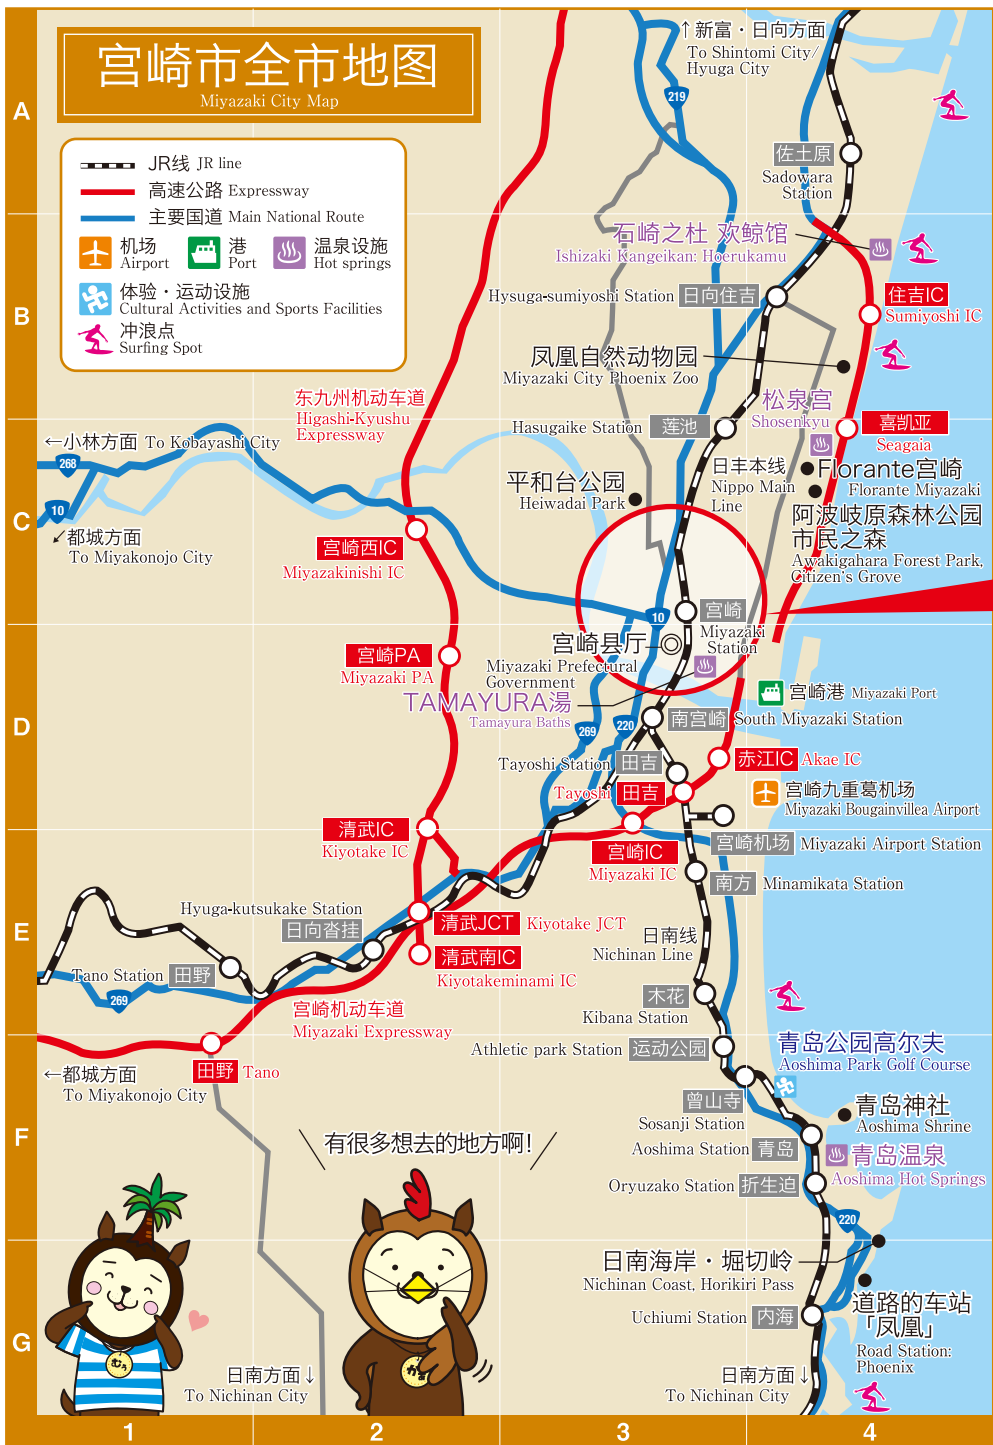 宫崎市全市地图
Miyazaki City Map
JR线 JR line
高速公路 Expressway
主要国道 Main National Route
机场
Airport
港
Port
温泉设施
Hot springs
体验・运动设施
Cultural Activities and Sports Facilities
冲浪点
Surfing Spot
A
B
C
D
E
F
G
1
2
3
4
↑新富・日向方面
To Shintomi City/
Hyuga City
219
佐土原
Sadowara
Station
石崎之杜 欢鲸馆
Ishizaki Kangeikan: Hoerukamu
Hysuga-sumiyoshi Station 日向住吉
住吉IC
Sumiyoshi IC
凤凰自然动物园
Miyazaki City Phoenix Zoo
东九州机动车道
Higashi-Kyushu
Expressway
松泉宫
Shosenkyu
Hasugaike Station 莲池
喜凯亚
Seagaia
←小林方面 To Kobayashi City
268
10
↙都城方面
To Miyakonojo City
日丰本线
Nippo Main
Line
平和台公园
Heiwadai Park
Florante宫崎
Florante Miyazaki
阿波岐原森林公园
市民之森
Awakigahara Forest Park,
Citizen's Grove
宫崎西IC
Miyazakinishi IC
10
宫崎
Miyazaki
Station
宫崎县厅
Miyazaki Prefectural
Government
宫崎PA
Miyazaki PA
TAMAYURA湯
Tamayura Baths
宫崎港 Miyazaki Port
南宫崎 South Miyazaki Station
269
220
Tayoshi Station 田吉
赤江IC Akae IC
Tayoshi 田吉
宫崎九重葛机场
Miyazaki Bougainvillea Airport
清武IC
Kiyotake IC
宫崎IC
Miyazaki IC
宫崎机场 Miyazaki Airport Station
南方 Minamikata Station
Hyuga-kutsukake Station
日向沓挂
清武JCT Kiyotake JCT
清武南IC
Kiyotakeminami IC
日南线
Nichinan Line
Tano Station 田野
269
宫崎机动车道
Miyazaki Expressway
木花
Kibana Station
Athletic park Station 运动公园
青岛公园高尔夫
Aoshima Park Golf Course
←都城方面
To Miyakonojo City
田野 Tano
曾山寺
Sosanji Station
青岛神社
Aoshima Shrine
Aoshima Station 青岛
青岛温泉
Aoshima Hot Springs
Oryuzako Station 折生迫
220
有很多想去的地方啊!
日南海岸・堀切岭
Nichinan Coast, Horikiri Pass
Uchiumi Station 内海
道路的车站
「凤凰」
Road Station:
Phoenix
日南方面↓
To Nichinan City
日南方面↓
To Nichinan City
むぅ